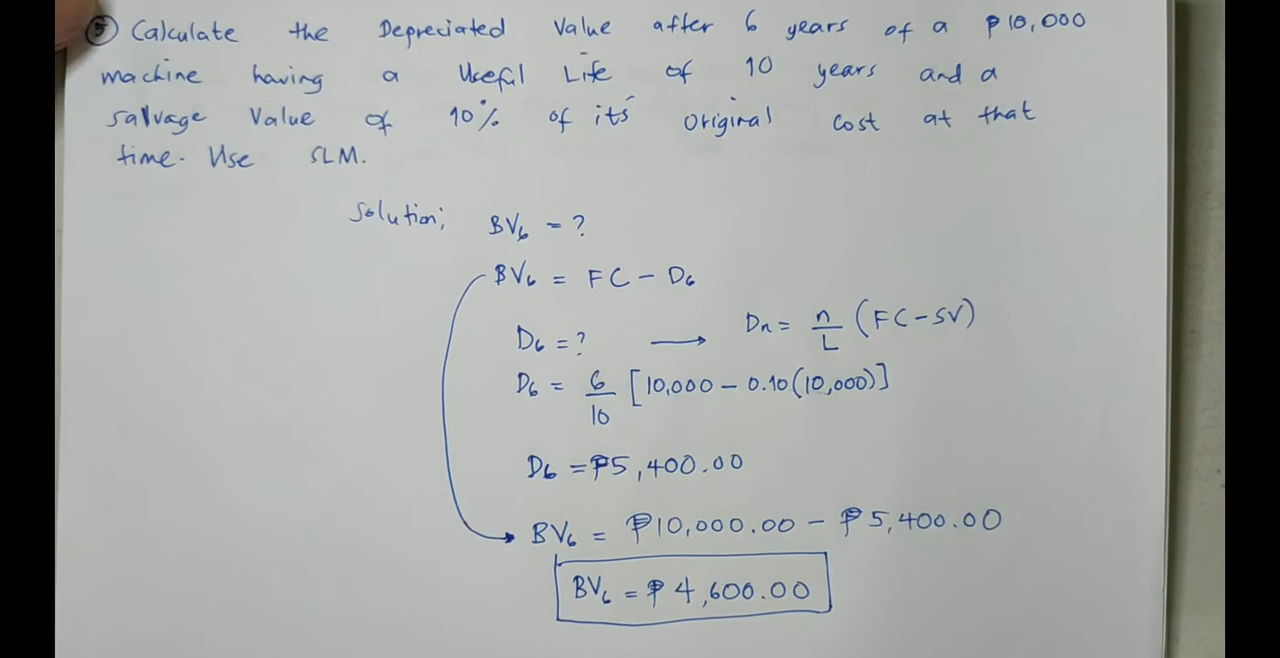 ⑤ Calculate the Depreciated Value after 6 years of a ₱10,000
machine having a Useful Life of 10 years and a
salvage Value of 10% of its original cost at that
time. Use SLM.
Solution;
BV₆ = ?
BV₆ = FC - D₆
D₆ = ? → Dn = n/L (FC-SV)
D₆ = 6/10 [10,000 - 0.10(10,000)]
D₆ = ₱5,400.00
BV₆ = ₱10,000.00 - ₱5,400.00
BV₆ = ₱4,600.00